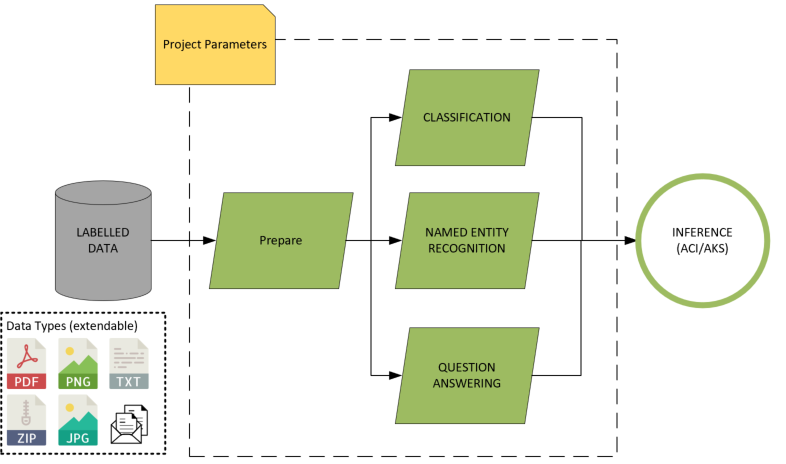 Project Parameters
CLASSIFICATION
LABELLED
DATA
Prepare
NAMED ENTITY
RECOGNITION
INFERENCE
(ACI/AKS)
QUESTION
ANSWERING
Data Types (extendable)
PDF
PNG
TXT
ZIP
JPG